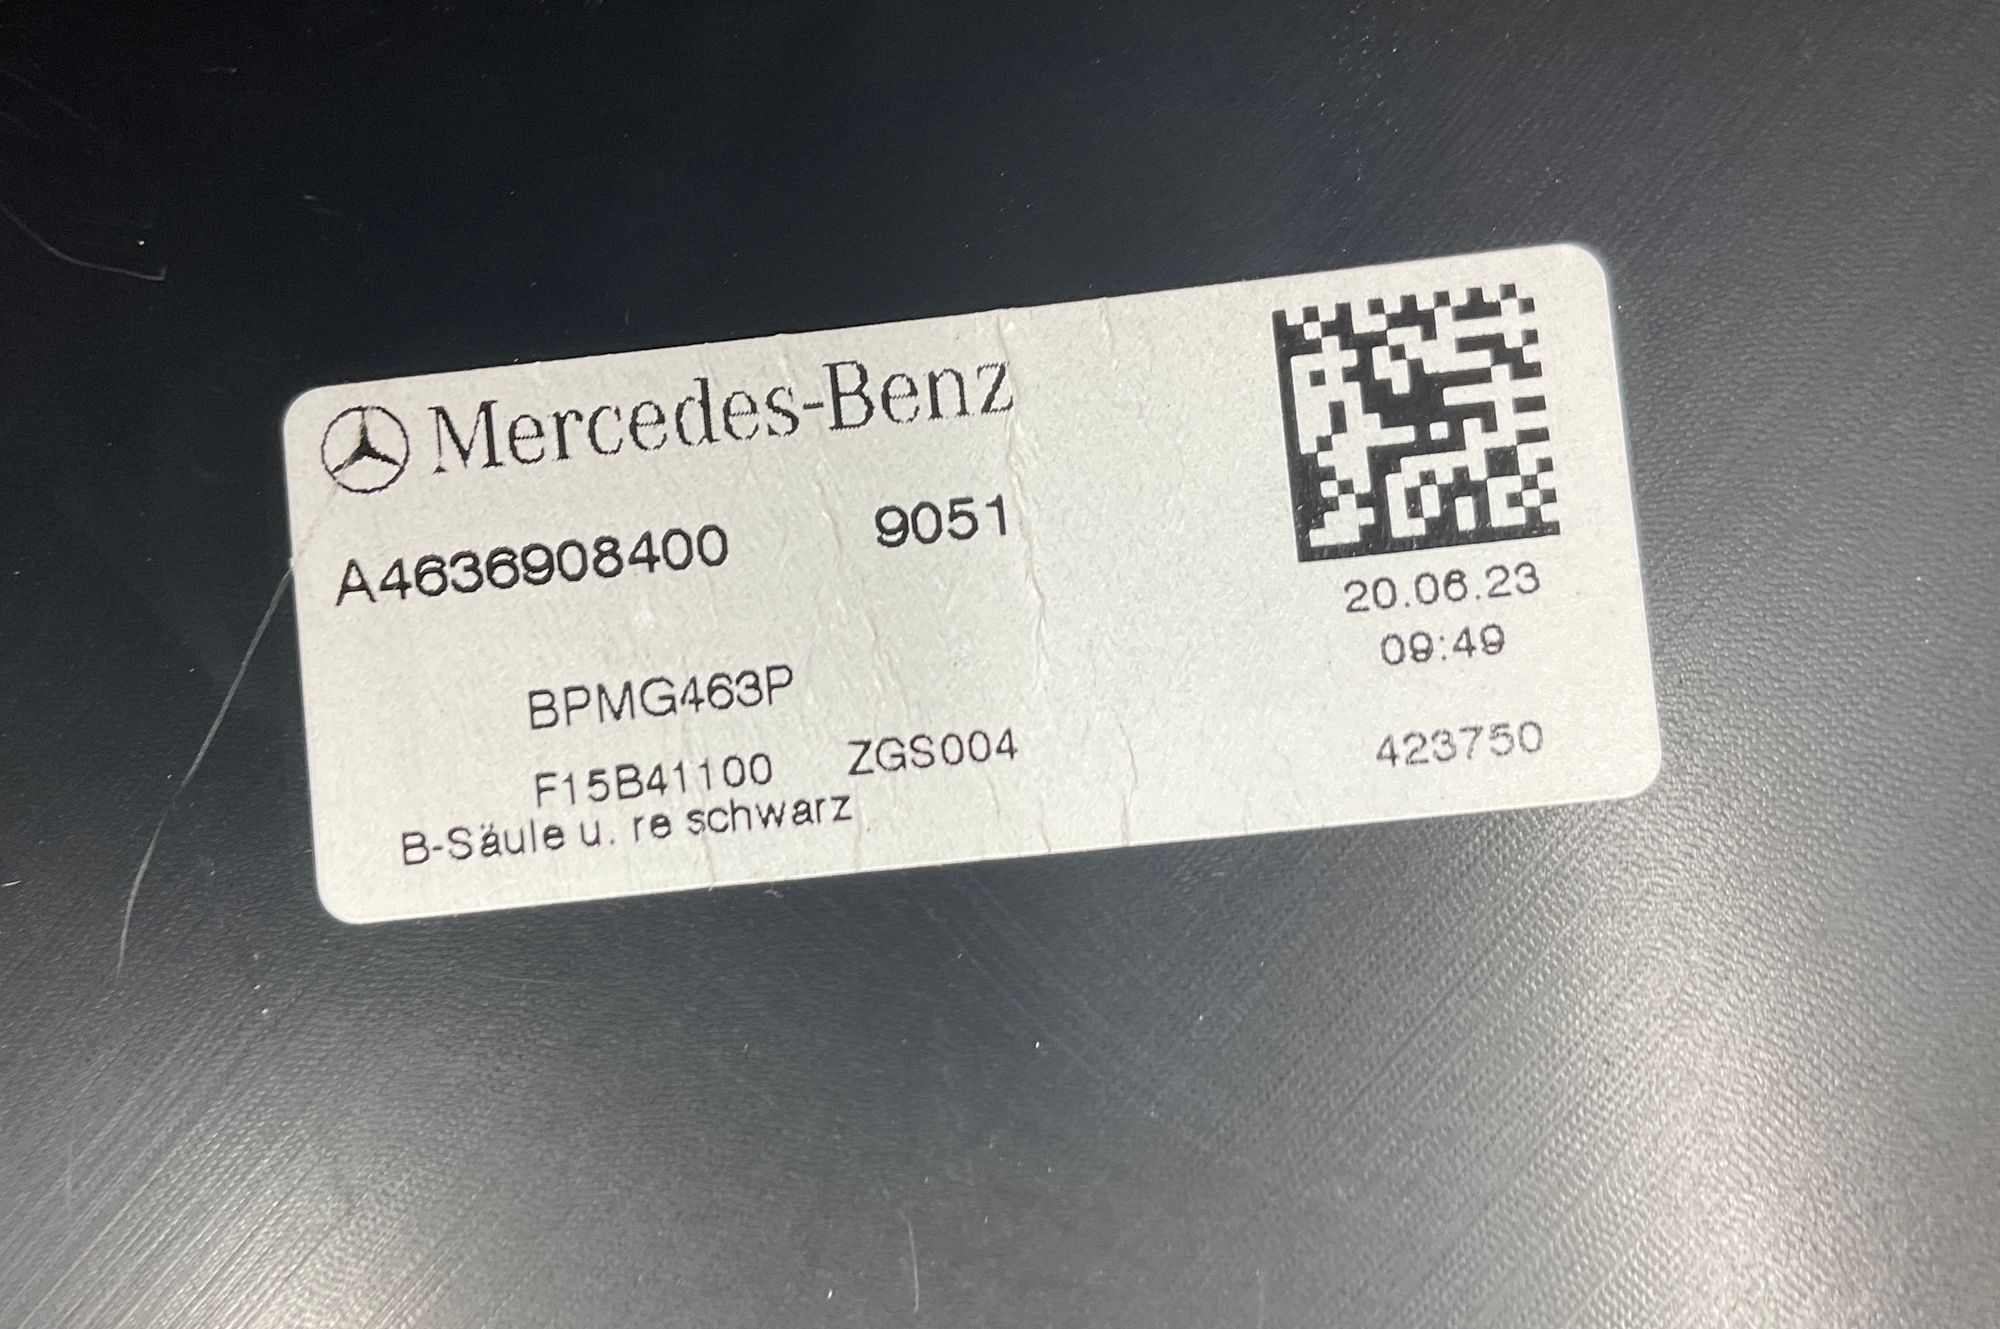 Mercedes-Benz
A4636908400 9051
20.06.23
09:49
BPMG463P
F15B41100 ZGS004 423750
B-Säule u. re schwarz